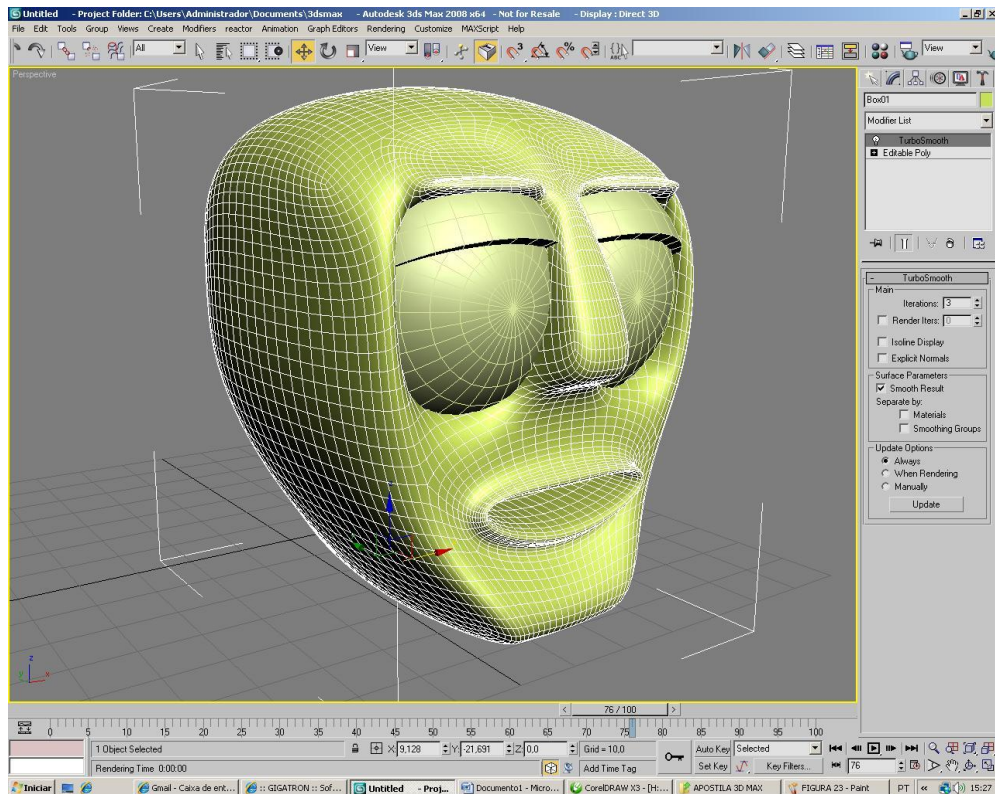 Untitled - Project Folder: C:\Users\Administrador\Documents\3dsmax - Autodesk 3ds Max 2008 x64 - Not for Resale - Display : Direct 3D
File Edit Tools Group Views Create Modifiers reactor Animation Graph Editors Rendering Customize MAXScript Help
All View View
Perspective
Box01
Modifier List
TurboSmooth
Editable Poly
- TurboSmooth
Main
Iterations: 3
Render Iters: 0
Isoline Display
Explicit Normals
Surface Parameters
Smooth Result
Separate by:
Materials
Smoothing Groups
Update Options
Always
When Rendering
Manually
Update
z
y x
< 76 / 100 >
0 5 10 15 20 25 30 35 40 45 50 55 60 65 70 75 80 85 90 95 100
1 Object Selected X: 9,128 Y: -21,691 Z: 0,0 Grid = 10,0 Auto Key Selected
Rendering Time 0:00:00 Add Time Tag Set Key Key Filters... 76
Iniciar Gmail - Caixa de ent... :: GIGATRON :: Sof... Untitled - Proj... Documento1 - Micro... CorelDRAW X3 - [H:... APOSTILA 3D MAX FIGURA 23 - Paint PT « 15:27